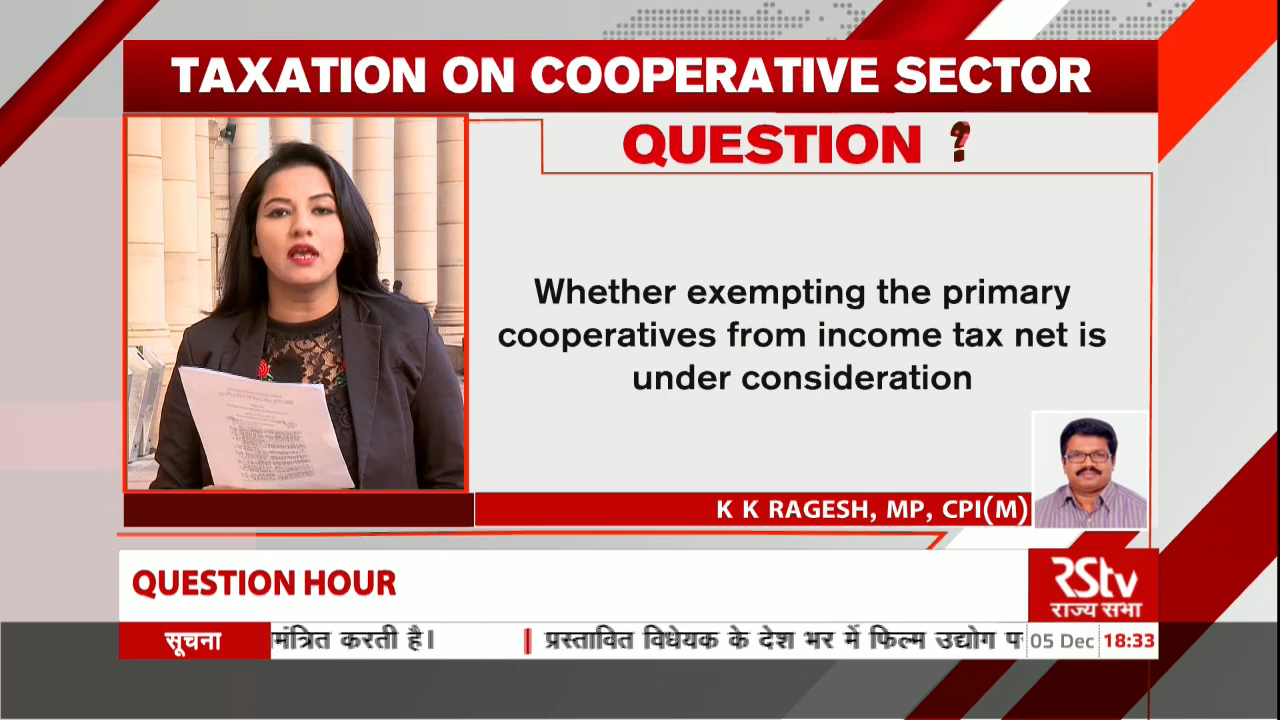 TAXATION ON COOPERATIVE SECTOR
QUESTION ?
Whether exempting the primary
cooperatives from income tax net is
under consideration
K K RAGESH, MP, CPI(M)
QUESTION HOUR
RSTV
राज्य सभा
सूचना
मंत्रित करती है। | प्रस्तावित विधेयक के देश भर में फिल्म उद्योग प
05 Dec 18:33